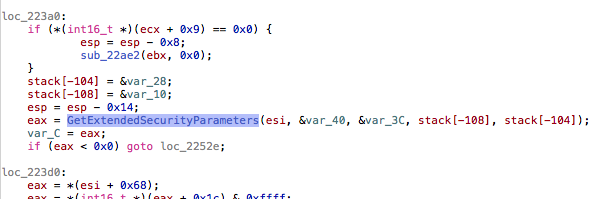 loc_223a0:
if (*(int16_t *)(ecx + 0x9) == 0x0) {
esp = esp - 0x8;
sub_22ae2(ebx, 0x0);
}
stack[-104] = &var_28;
stack[-108] = &var_10;
esp = esp - 0x14;
eax = GetExtendedSecurityParameters(esi, &var_40, &var_3C, stack[-108], stack[-104]);
var_C = eax;
if (eax < 0x0) goto loc_2252e;
loc_223d0:
eax = *(esi + 0x68);
eax = *(int16_t *)(eax + 0x1c) & 0xffff;